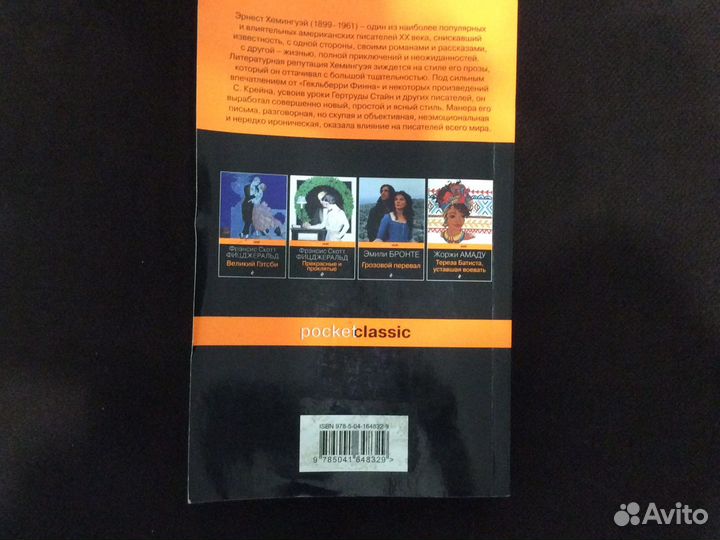 Эрнест Хемингуэй (1899–1961) – один из наиболее популярных
и влиятельных американских писателей XX века, снискавший
известность, с одной стороны, своими романами и рассказами,
с другой – жизнью, полной приключений и неожиданностей.
Литературная репутация Хемингуэя зиждется на стиле его прозы,
который он оттачивал с большой тщательностью. Под сильным
впечатлением от «Гекльберри Финна» и некоторых произведений
С. Крейна, усвоив уроки Гертруды Стайн и других писателей, он
выработал совершенно новый, простой и ясный стиль. Манера его
письма, разговорная, но скупая и объективная, неэмоциональная
и нередко ироническая, оказала влияние на писателей всего мира.
Фрэнсис Скотт
ФИЦДЖЕРАЛЬД
Великий Гэтсби
Фрэнсис Скотт
ФИЦДЖЕРАЛЬД
Прекрасные и
проклятые
Эмили БРОНТЕ
Грозовой перевал
Жоржи АМАДУ
Тереза Батиста,
уставшая воевать
pocketclassic
ISBN 978-5-04-164832-9
9 785041 648329 >
Avito